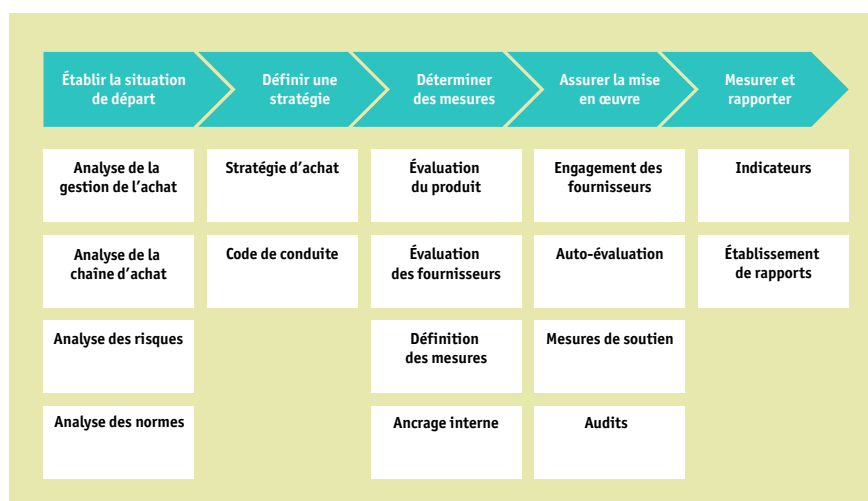 Établir la situation
de départ
Définir une
stratégie
Déterminer
des mesures
Assurer la mise
en œuvre
Mesurer et
rapporter
Analyse de la
gestion de l'achat
Stratégie d'achat
Évaluation
du produit
Engagement des
fournisseurs
Indicateurs
Analyse de la
chaîne d'achat
Code de conduite
Évaluation
des fournisseurs
Auto-évaluation
Établissement
de rapports
Analyse des risques
Définition
des mesures
Mesures de soutien
Analyse des normes
Ancrage interne
Audits